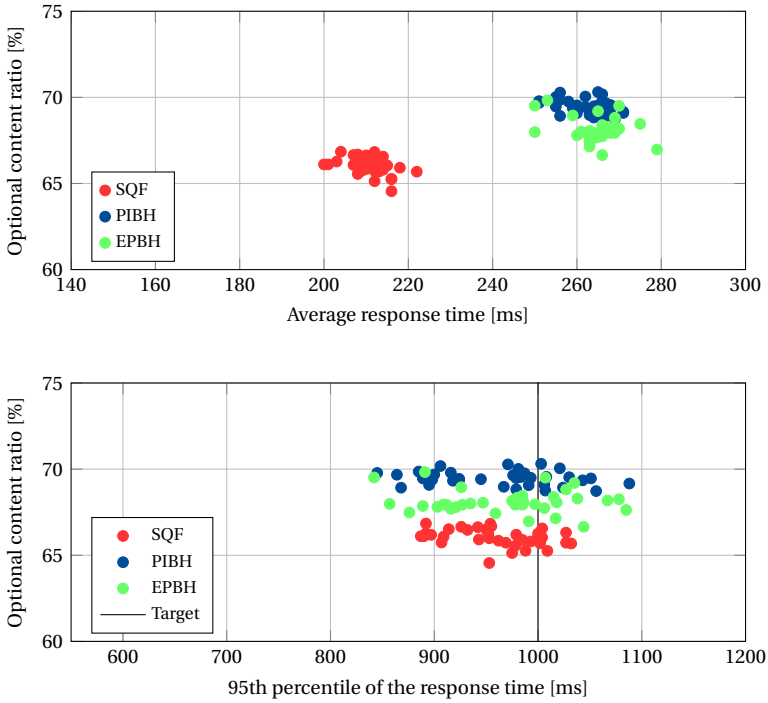 75
70
65
60
140
160
180
200
220
240
260
280
300
Optional content ratio [%]
Average response time [ms]
SQF
PIBH
EPBH
75
70
65
60
600
700
800
900
1000
1100
1200
Optional content ratio [%]
95th percentile of the response time [ms]
SQF
PIBH
EPBH
Target